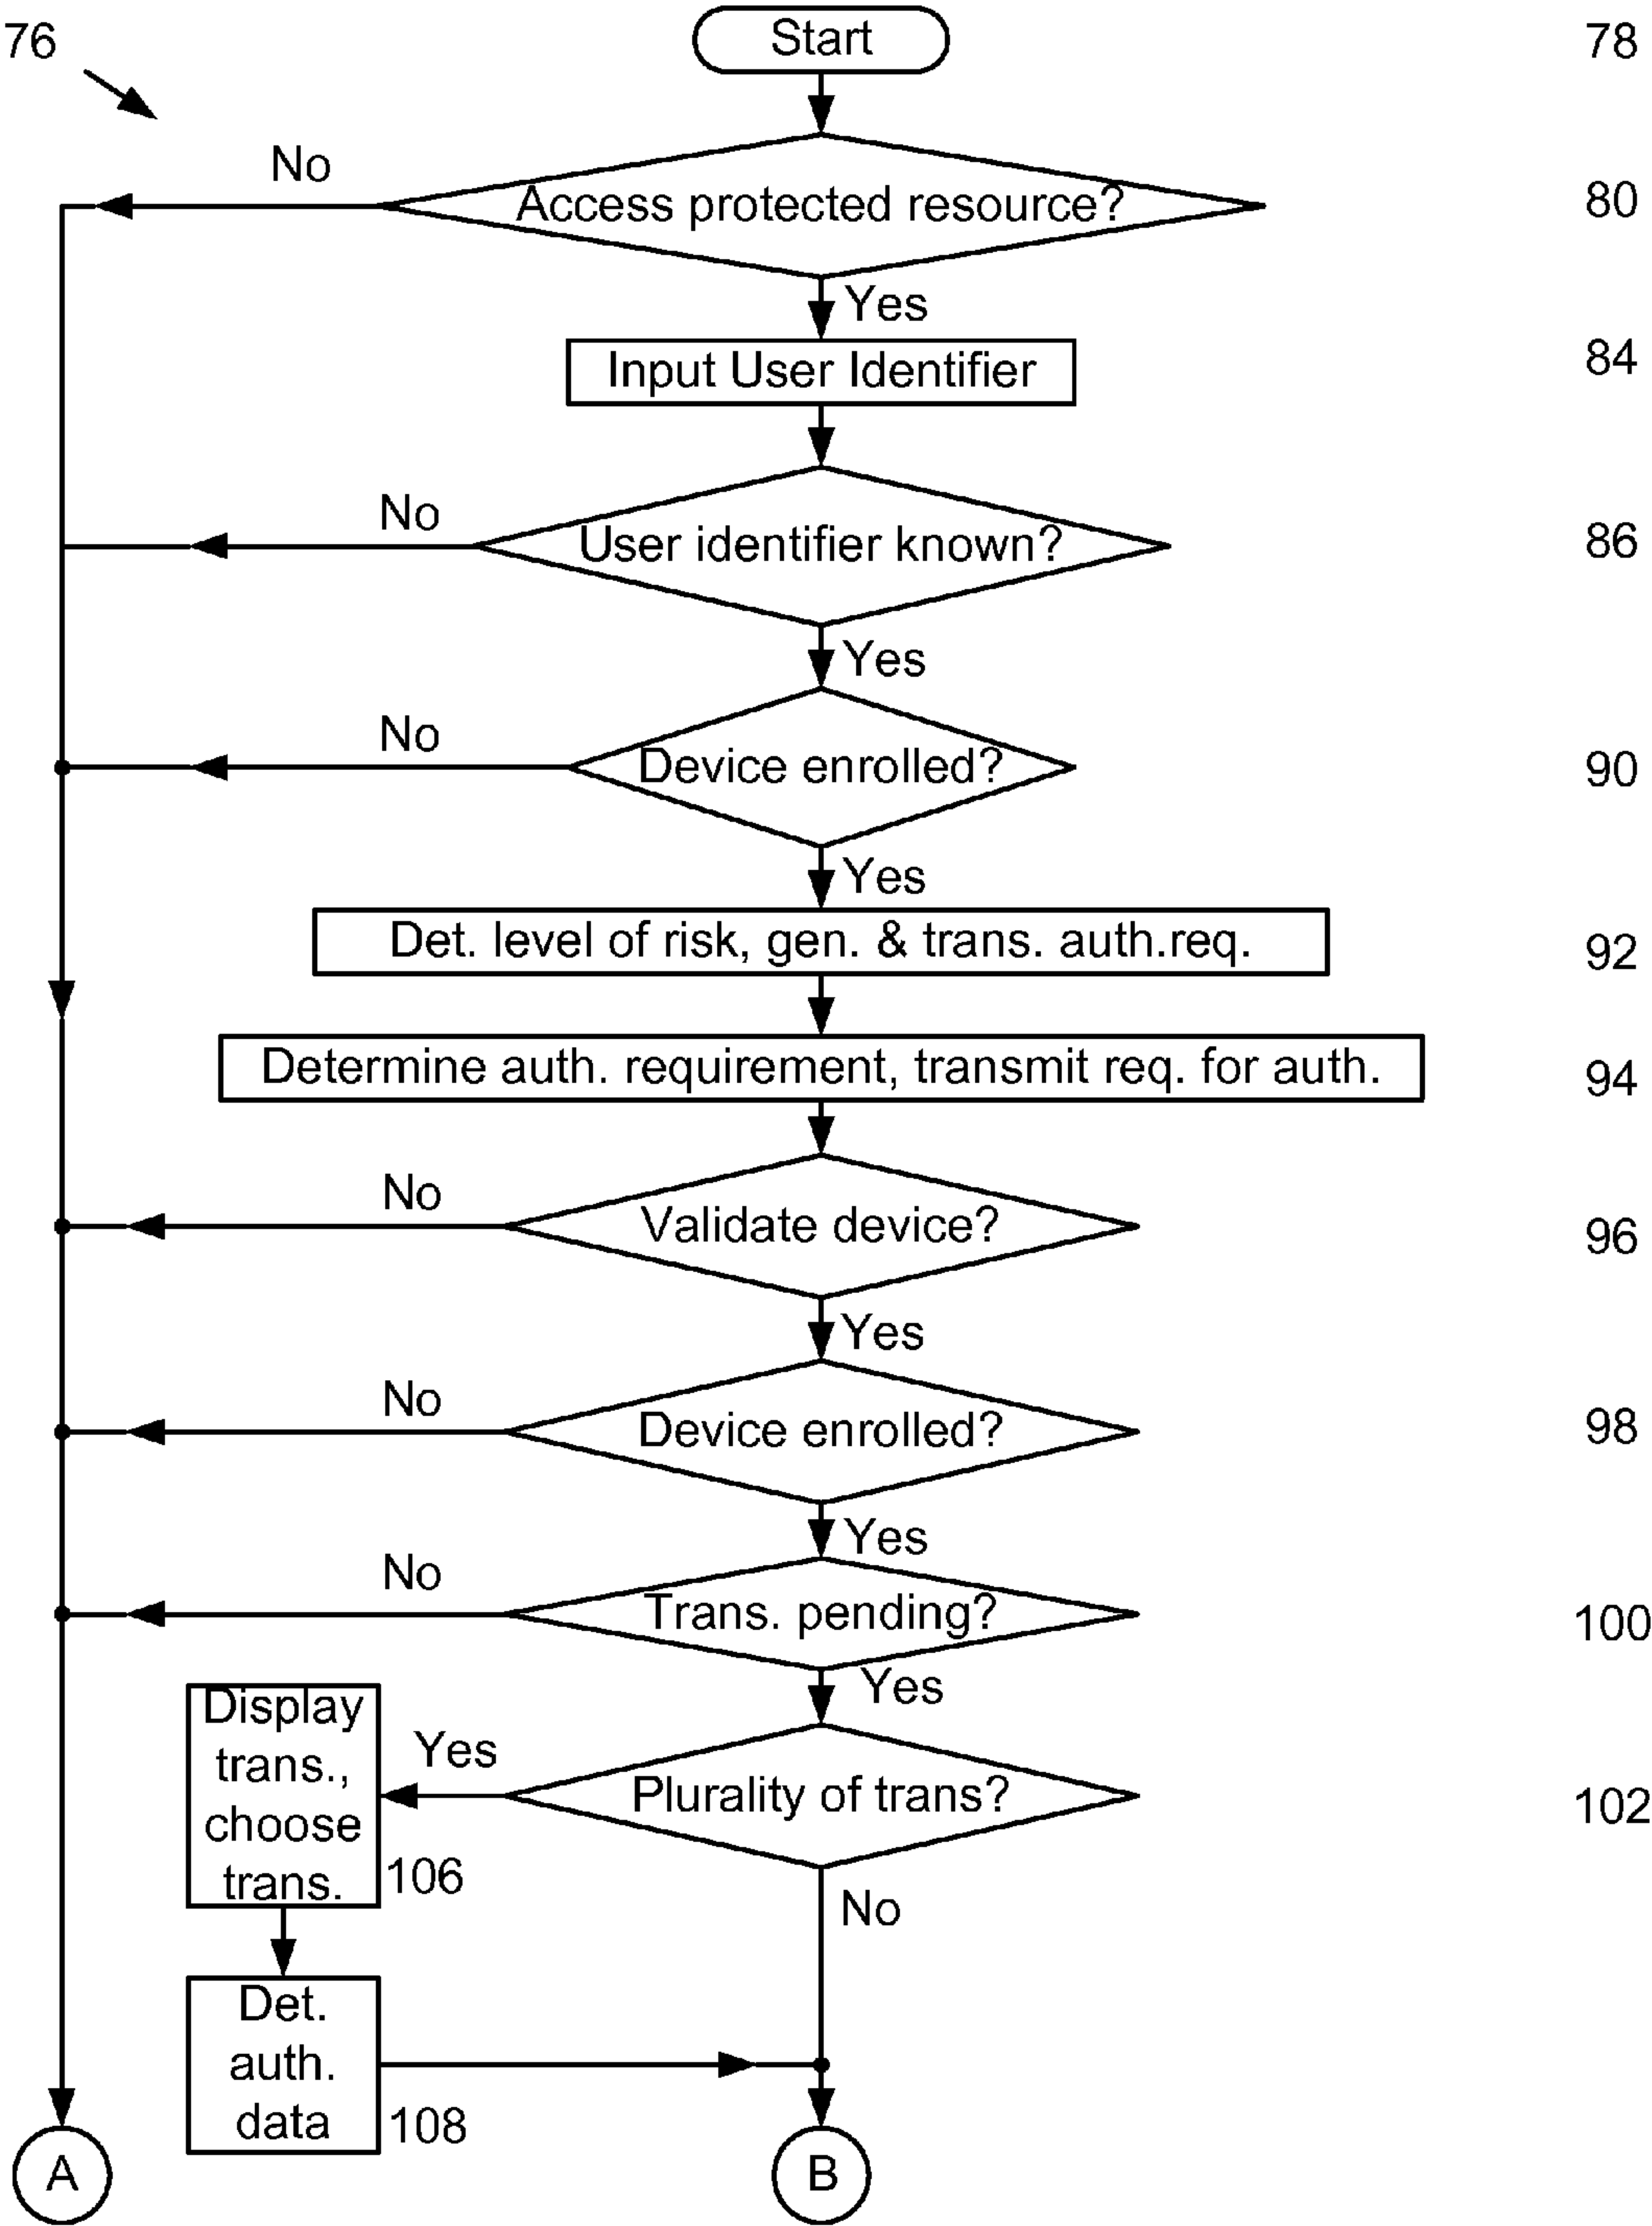 76
Start
78
No
Access protected resource?
80
Yes
Input User Identifier
84
No
User identifier known?
86
Yes
No
Device enrolled?
90
Yes
Det. level of risk, gen. & trans. auth.req.
92
Determine auth. requirement, transmit req. for auth.
94
No
Validate device?
96
Yes
No
Device enrolled?
98
Yes
No
Trans. pending?
100
Yes
Display
trans.,
choose
trans.
106
Yes
Plurality of trans?
102
No
Det.
auth.
data
108
A
B